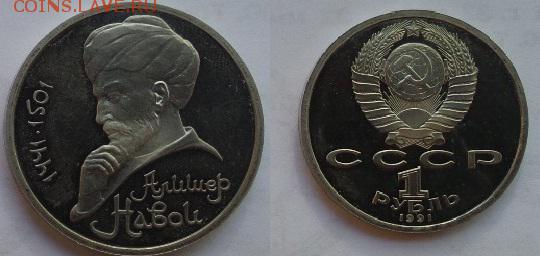 COINS.LAVE.RU
1441·1501
Алишер
Навои
СССР
1
РУБЛЬ
1991